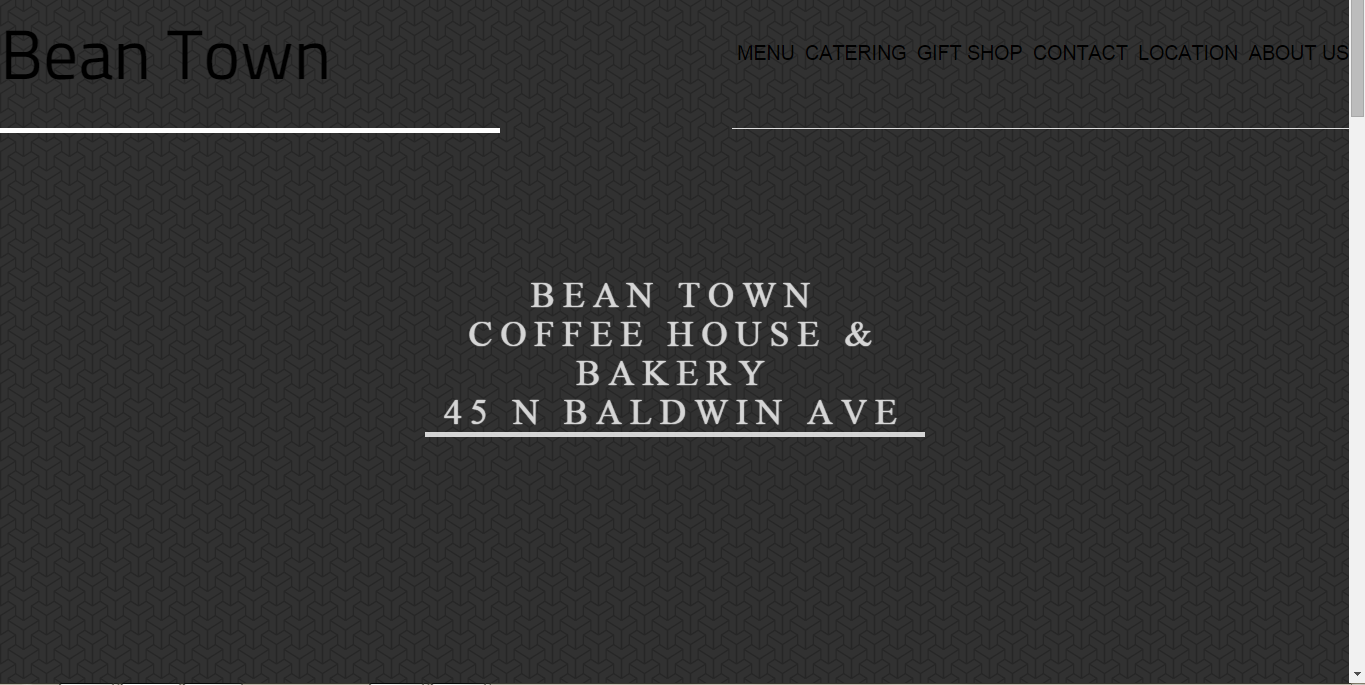 Bean Town
MENU CATERING GIFT SHOP CONTACT LOCATION ABOUT US
BEAN TOWN
COFFEE HOUSE &
BAKERY
45 N BALDWIN AVE